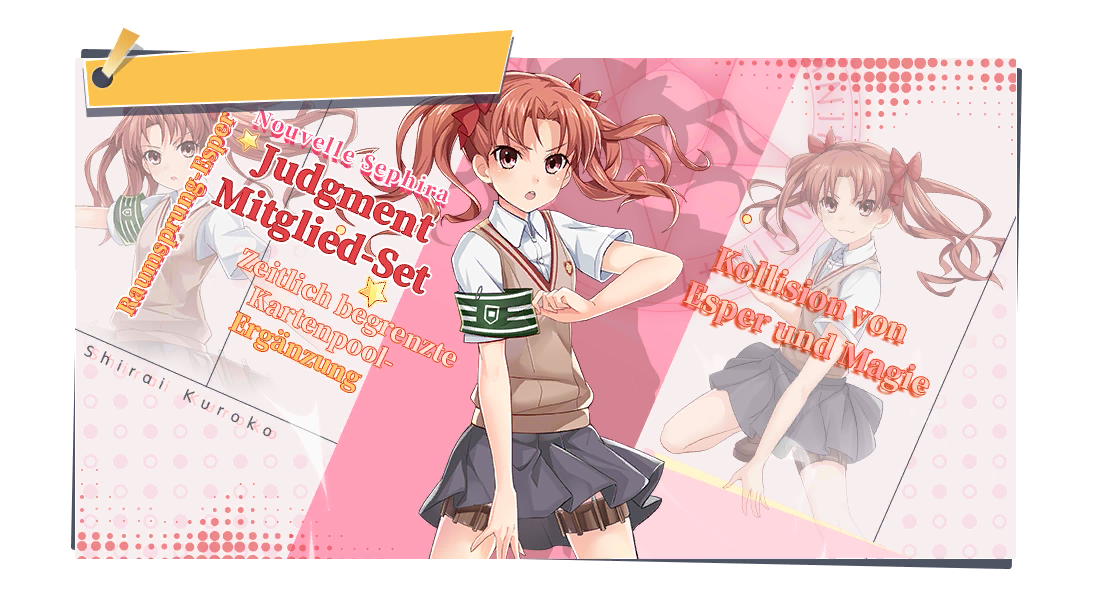 Raumsprung-Esper
Nouvelle Sephira
Judgment
Mitglied-Set
Zeitlich begrenzte
Kartenpool-
Ergänzung
Shirai Kuroko
Kollision von
Esper und Magie